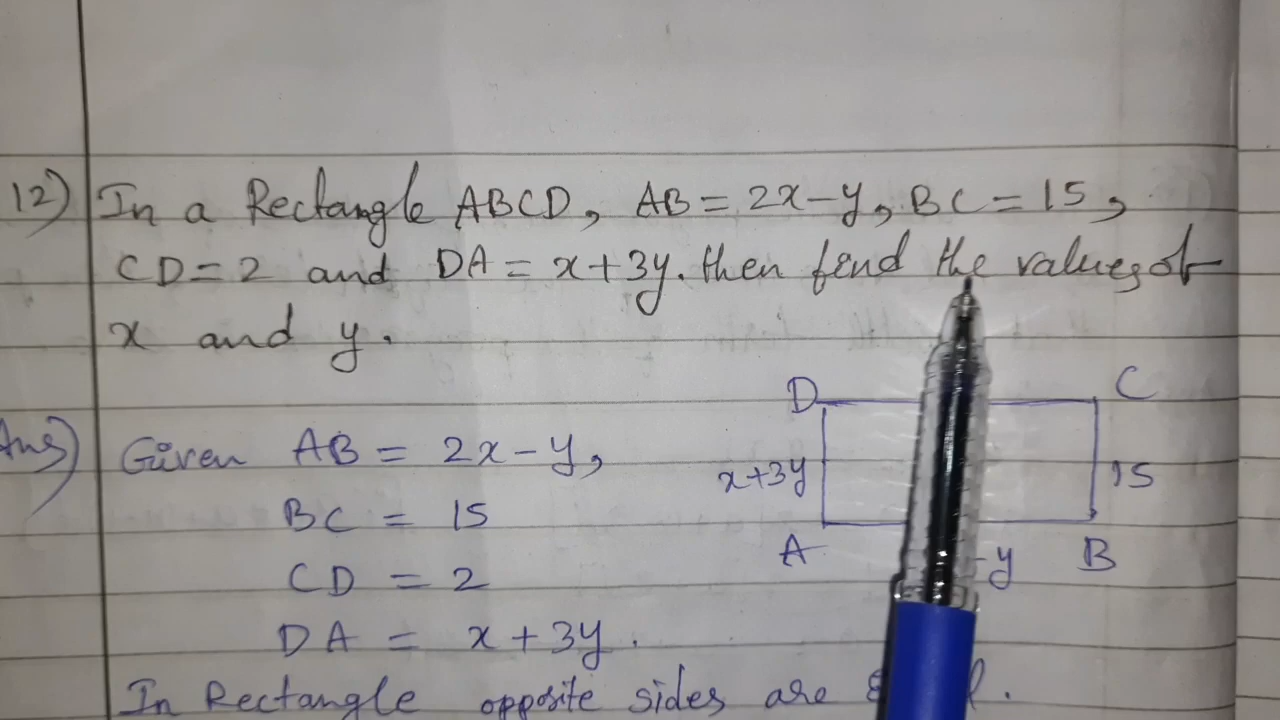 12) In a Rectangle ABCD, AB = 2x-y, BC = 15,
CD = 2 and DA = x+3y. then find the values of
x and y.
D C
Ans) Given AB = 2x-y,
x+3y 15
BC = 15
A -y B
CD = 2
DA = x+3y.
In Rectangle opposite sides are